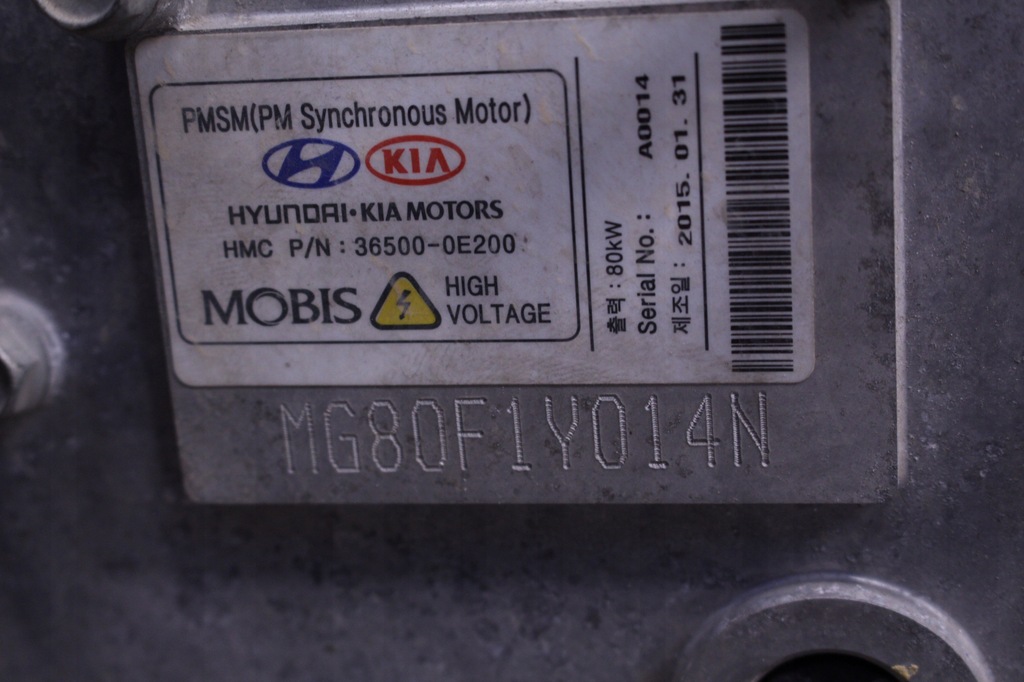 PMSM(PM Synchronous Motor)
KIA
HYUNDAI·KIA MOTORS
HMC P/N : 36500-0E200
MOBIS
HIGH
VOLTAGE
출력 : 80kW
Serial No. : A0014
제조일 : 2015. 01. 31
MG80F1Y014N